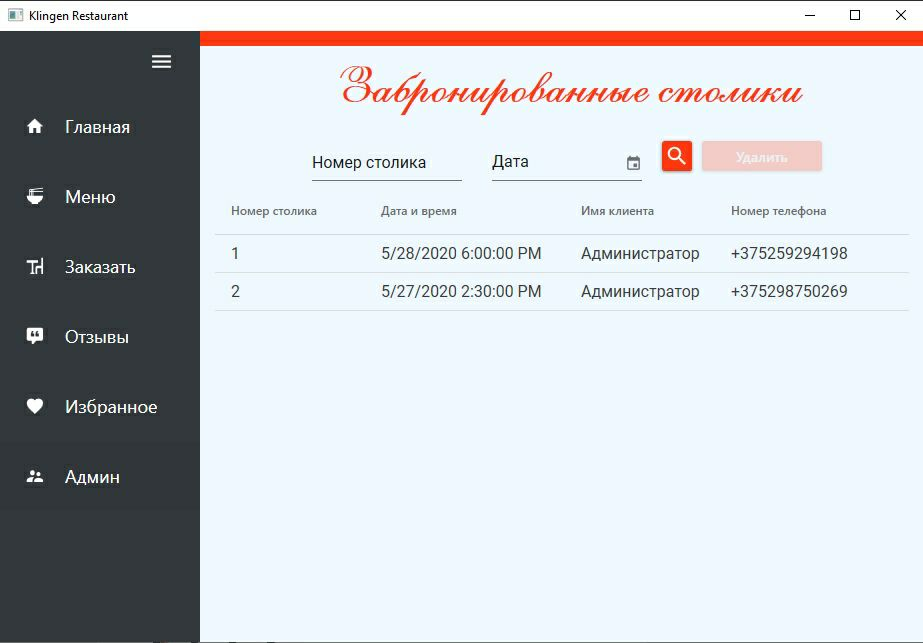 Klingen Restaurant
Главная
Меню
Заказать
Отзывы
Избранное
Админ
Забронированные столики
Номер столика Дата Удалить
Номер столика Дата и время Имя клиента Номер телефона
1 5/28/2020 6:00:00 PM Администратор +375259294198
2 5/27/2020 2:30:00 PM Администратор +375298750269